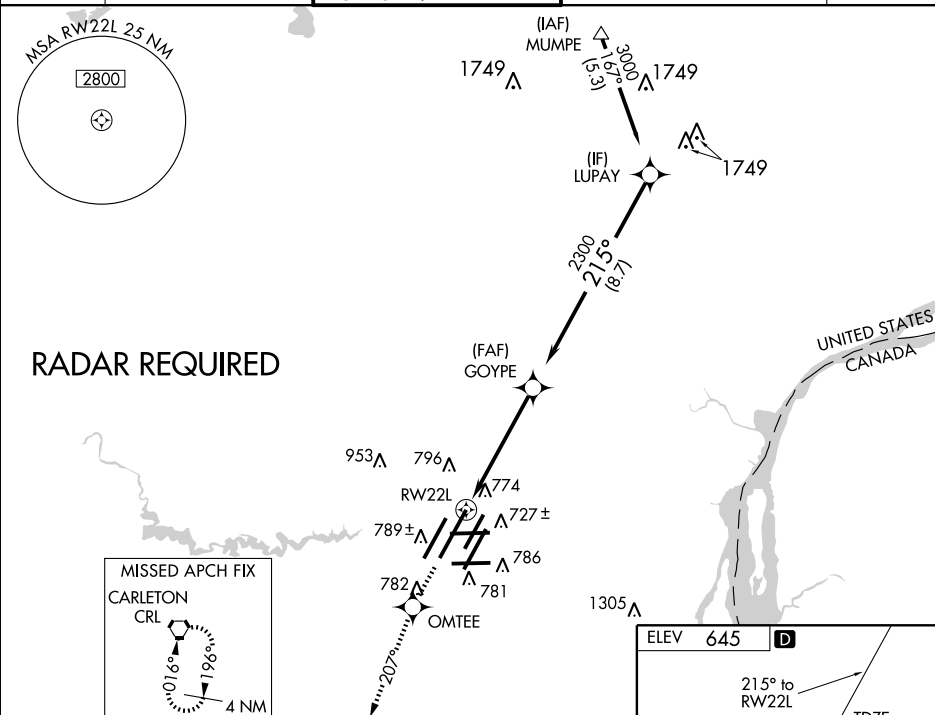 MSA RW22L 25 NM
2800
(IAF)
MUMPE
3000
167°
(5.3)
1749
1749
1749
(IF)
LUPAY
2300
215°
(8.7)
UNITED STATES
CANADA
RADAR REQUIRED
(FAF)
GOYPE
953
796
774
RW22L
727±
789±
786
781
782
OMTEE
207°
1305
MISSED APCH FIX
CARLETON
CRL
016°
196°
4 NM
ELEV 645 D
215° to
RW22L
TDZE